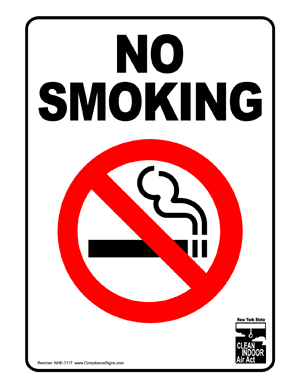 NO
SMOKING
New York State
CLEAN
INDOOR
Air Act
Reorder: NHE-7117 www.ComplianceSigns.com